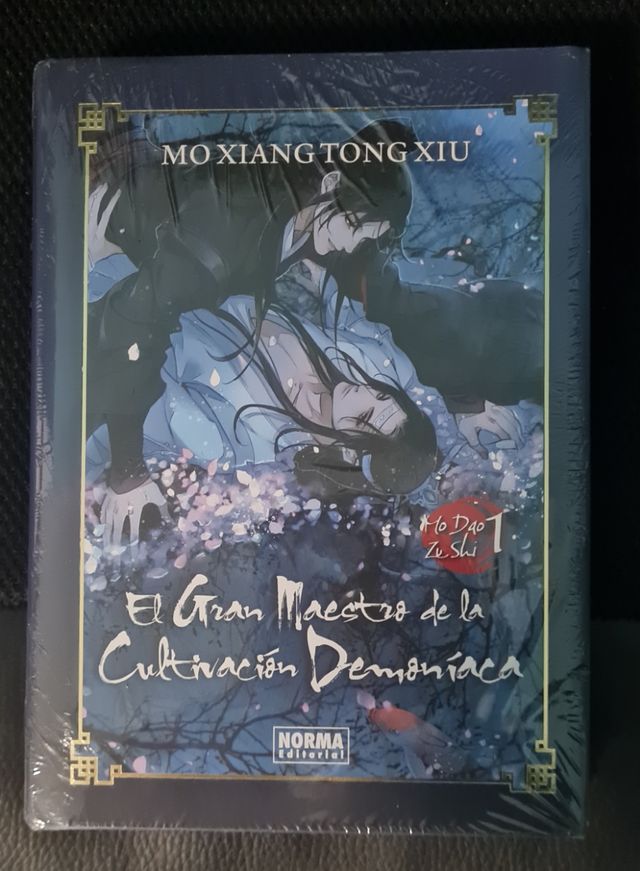 MO XIANG TONG XIU
Mo Dao
Zu Shi 1
El Gran Maestro de la
Cultivación Demoníaca
NORMA
Editorial